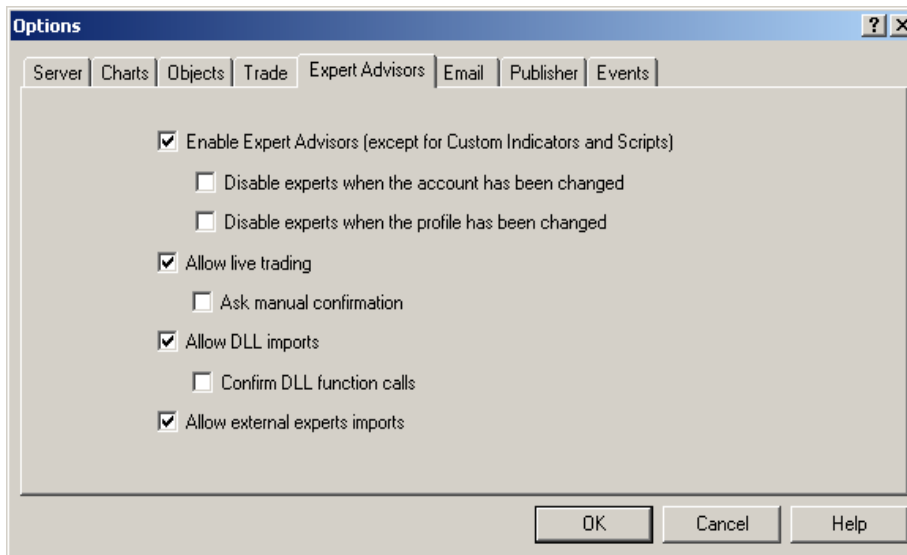 Options
Server Charts Objects Trade Expert Advisors Email Publisher Events
Enable Expert Advisors (except for Custom Indicators and Scripts)
Disable experts when the account has been changed
Disable experts when the profile has been changed
Allow live trading
Ask manual confirmation
Allow DLL imports
Confirm DLL function calls
Allow external experts imports
OK Cancel Help